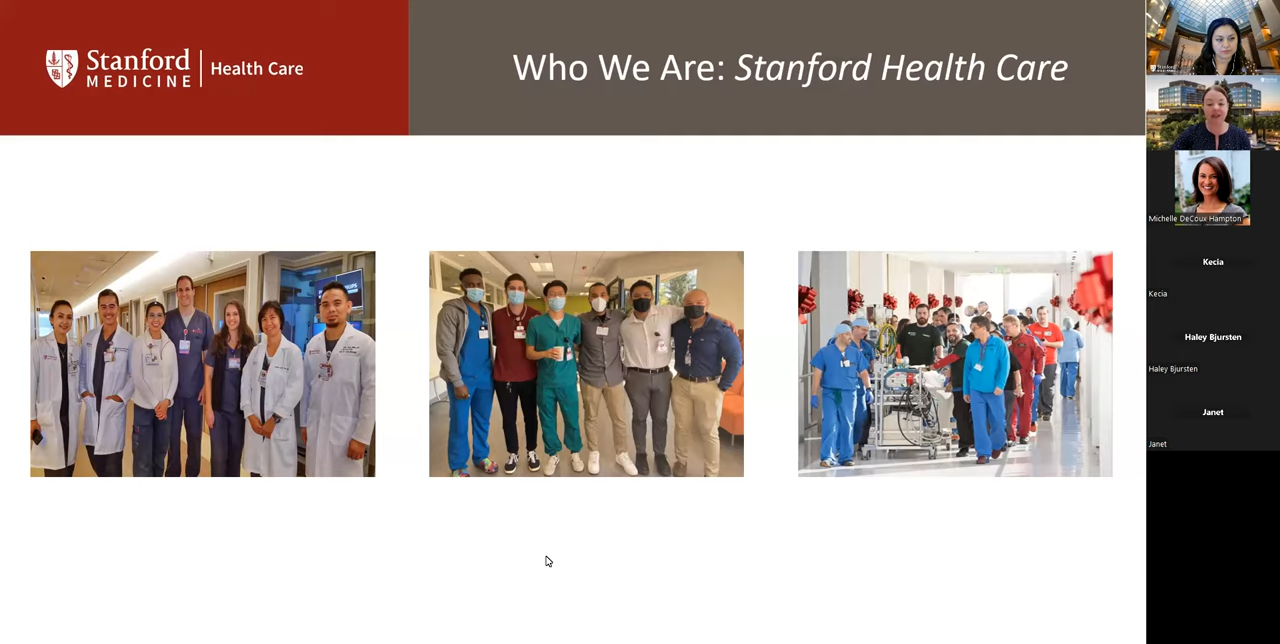 Stanford
MEDICINE
Health Care
Who We Are: Stanford Health Care
Michelle DeCoux Hampton
Kecia
Kecia
Haley Bjursten
Haley Bjursten
Janet
Janet